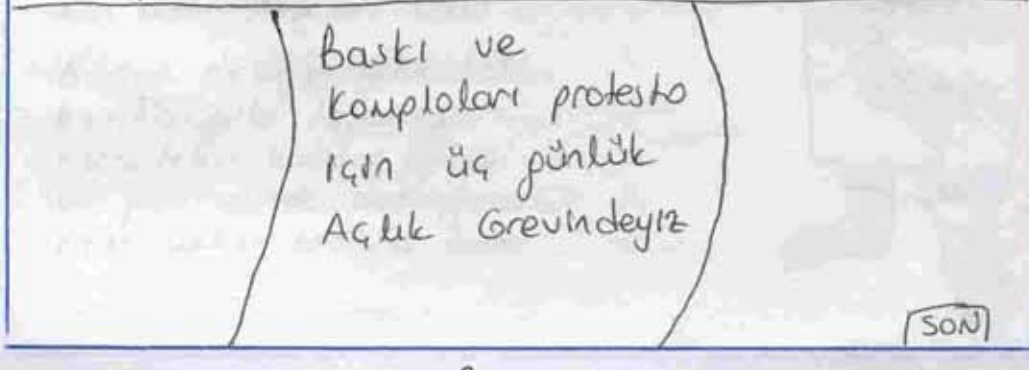 Baskı ve
Komploları protesto
için üç günlük
Açlık Grevindeyiz
SON